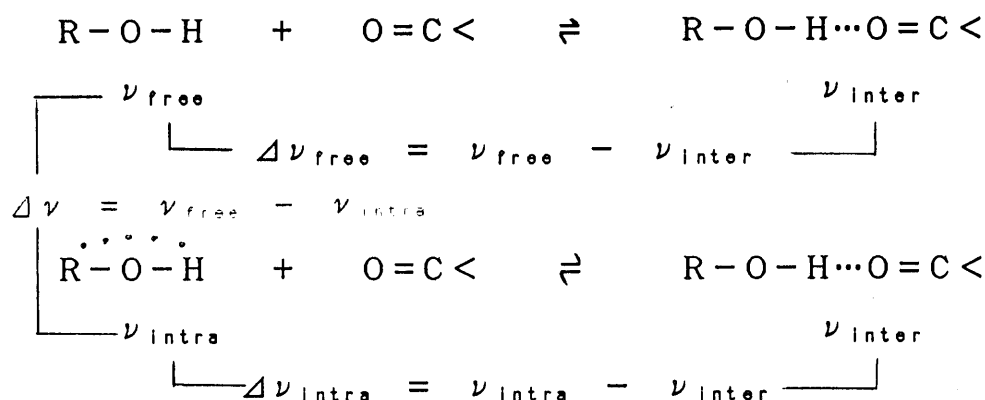 R－O－H + O=C< ⇌ R－O－H…O=C<
ν free ν inter
Δν free = ν free － ν inter
Δν = ν free － ν intra
R－O－H + O=C< ⇌ R－O－H…O=C<
ν intra ν inter
Δν intra = ν intra － ν inter